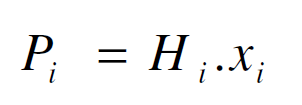 P_i = H_i.x_i